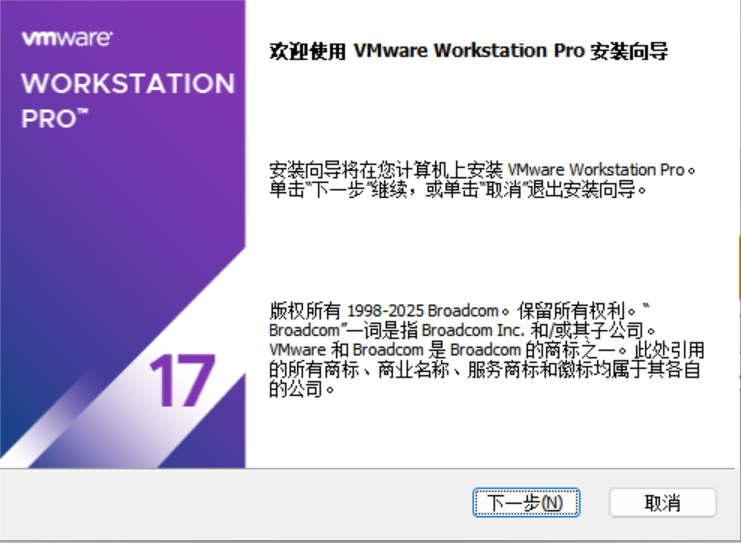 vmware®
WORKSTATION
PRO™
17
欢迎使用 VMware Workstation Pro 安装向导
安装向导将在您计算机上安装 VMware Workstation Pro。
单击“下一步”继续，或单击“取消”退出安装向导。
版权所有 1998-2025 Broadcom。保留所有权利。“
Broadcom”一词是指 Broadcom Inc. 和/或其子公司。
VMware 和 Broadcom 是 Broadcom 的商标之一。此处引用
的所有商标、商业名称、服务商标和徽标均属于其各自
的公司。
下一步(N)
取消